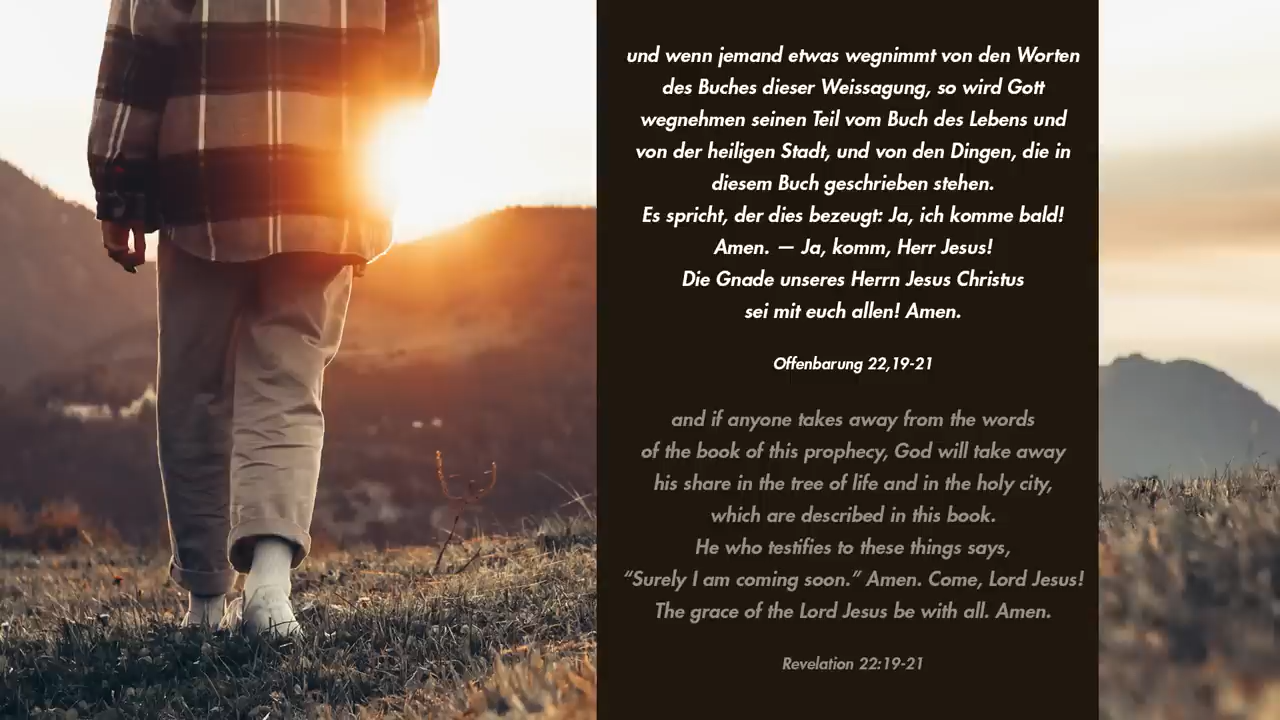 und wenn jemand etwas wegnimmt von den Worten
des Buches dieser Weissagung, so wird Gott
wegnehmen seinen Teil vom Buch des Lebens und
von der heiligen Stadt, und von den Dingen, die in
diesem Buch geschrieben stehen.
Es spricht, der dies bezeugt: Ja, ich komme bald!
Amen. — Ja, komm, Herr Jesus!
Die Gnade unseres Herrn Jesus Christus
sei mit euch allen! Amen.
Offenbarung 22,19-21
and if anyone takes away from the words
of the book of this prophecy, God will take away
his share in the tree of life and in the holy city,
which are described in this book.
He who testifies to these things says,
“Surely I am coming soon.” Amen. Come, Lord Jesus!
The grace of the Lord Jesus be with all. Amen.
Revelation 22:19-21